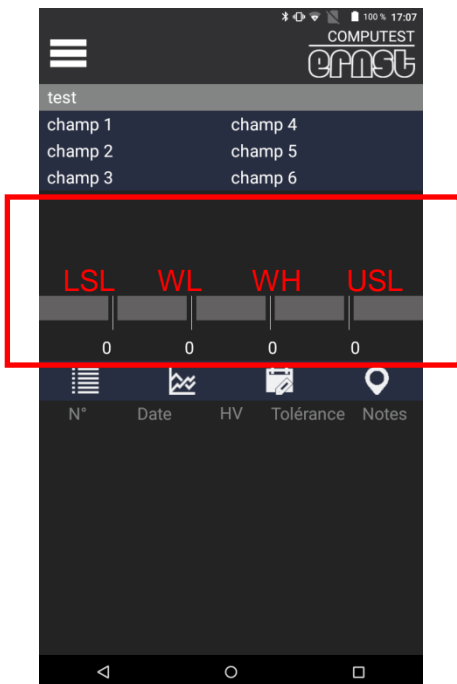 100 % 17:07
COMPUTEST
ernst
test
champ 1 champ 4
champ 2 champ 5
champ 3 champ 6
LSL WL WH USL
0 0 0 0
N° Date HV Tolérance Notes